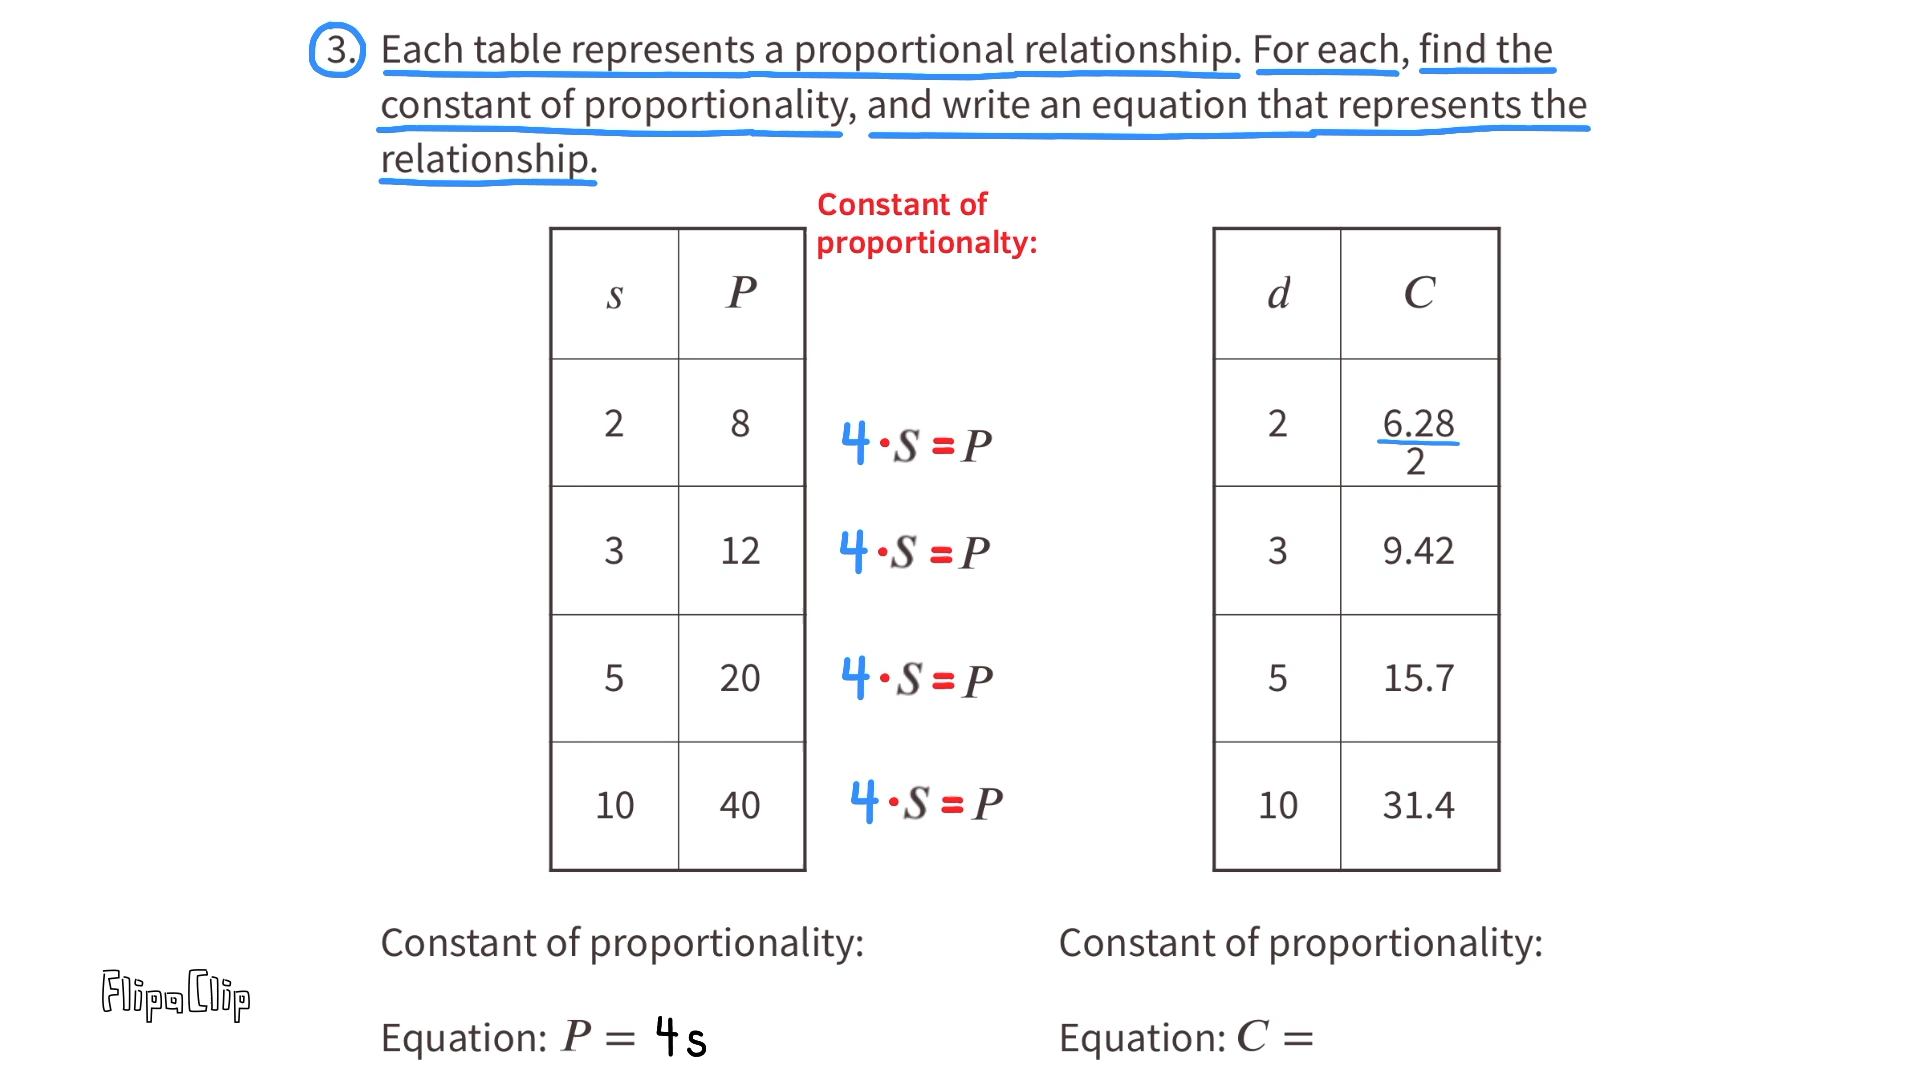 3. Each table represents a proportional relationship. For each, find the
constant of proportionality, and write an equation that represents the
relationship.
Constant of
proportionalty:
s P
2 8
3 12
5 20
10 40
4 · S = P
4 · S = P
4 · S = P
4 · S = P
d C
2 6.28
2
3 9.42
5 15.7
10 31.4
Constant of proportionality:
Equation: P = 4s
Constant of proportionality:
Equation: C =
FlipaClip